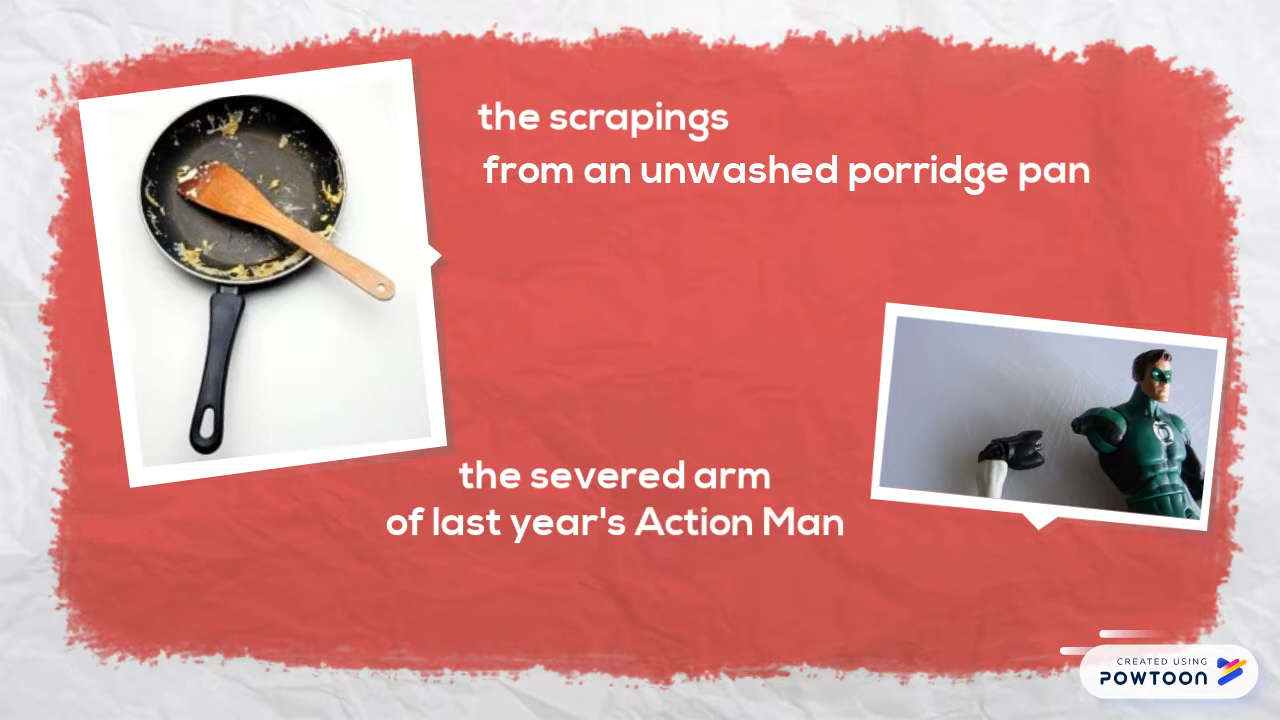 the scrapings
from an unwashed porridge pan
the severed arm
of last year's Action Man
CREATED USING
POWTOON